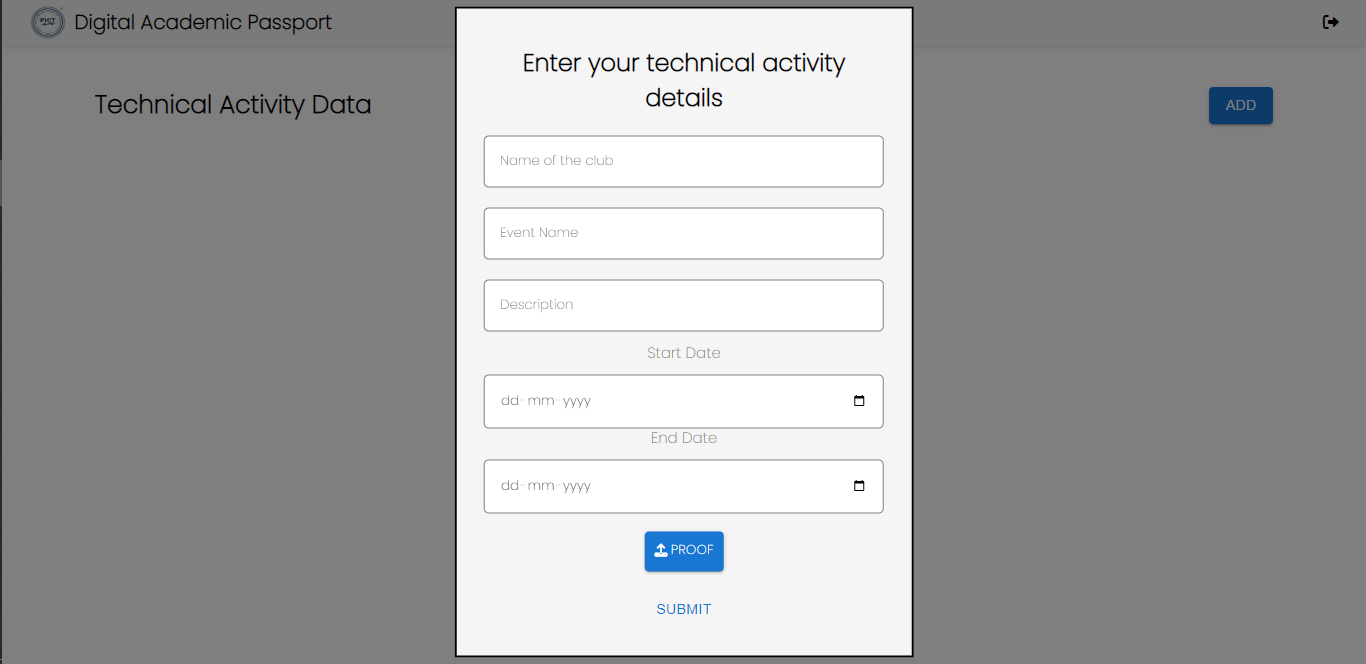 PICT
Digital Academic Passport
Technical Activity Data
ADD
Enter your technical activity
details
Name of the club
Event Name
Description
Start Date
dd-mm-yyyy
End Date
dd-mm-yyyy
PROOF
SUBMIT